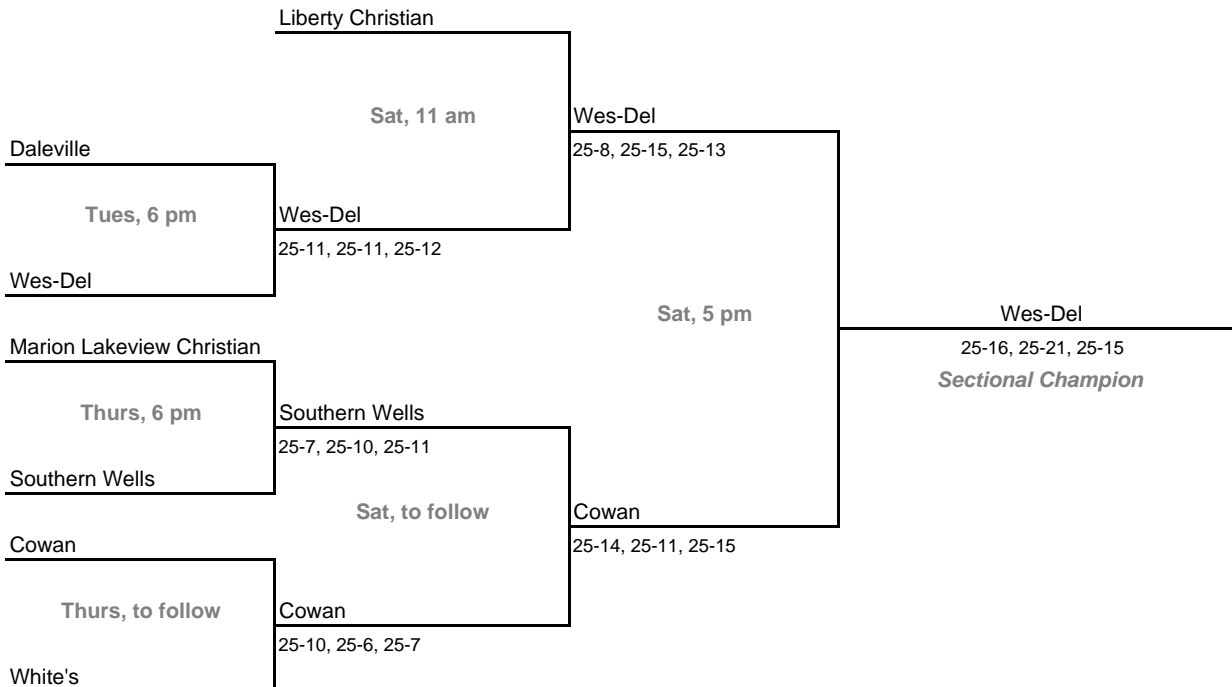 Liberty Christian
Sat, 11 am
Wes-Del
25-8, 25-15, 25-13
Daleville
Tues, 6 pm
Wes-Del
25-11, 25-11, 25-12
Wes-Del
Sat, 5 pm
Wes-Del
25-16, 25-21, 25-15
Sectional Champion
Marion Lakeview Christian
Thurs, 6 pm
Southern Wells
25-7, 25-10, 25-11
Southern Wells
Sat, to follow
Cowan
25-14, 25-11, 25-15
Cowan
Thurs, to follow
Cowan
25-10, 25-6, 25-7
White's